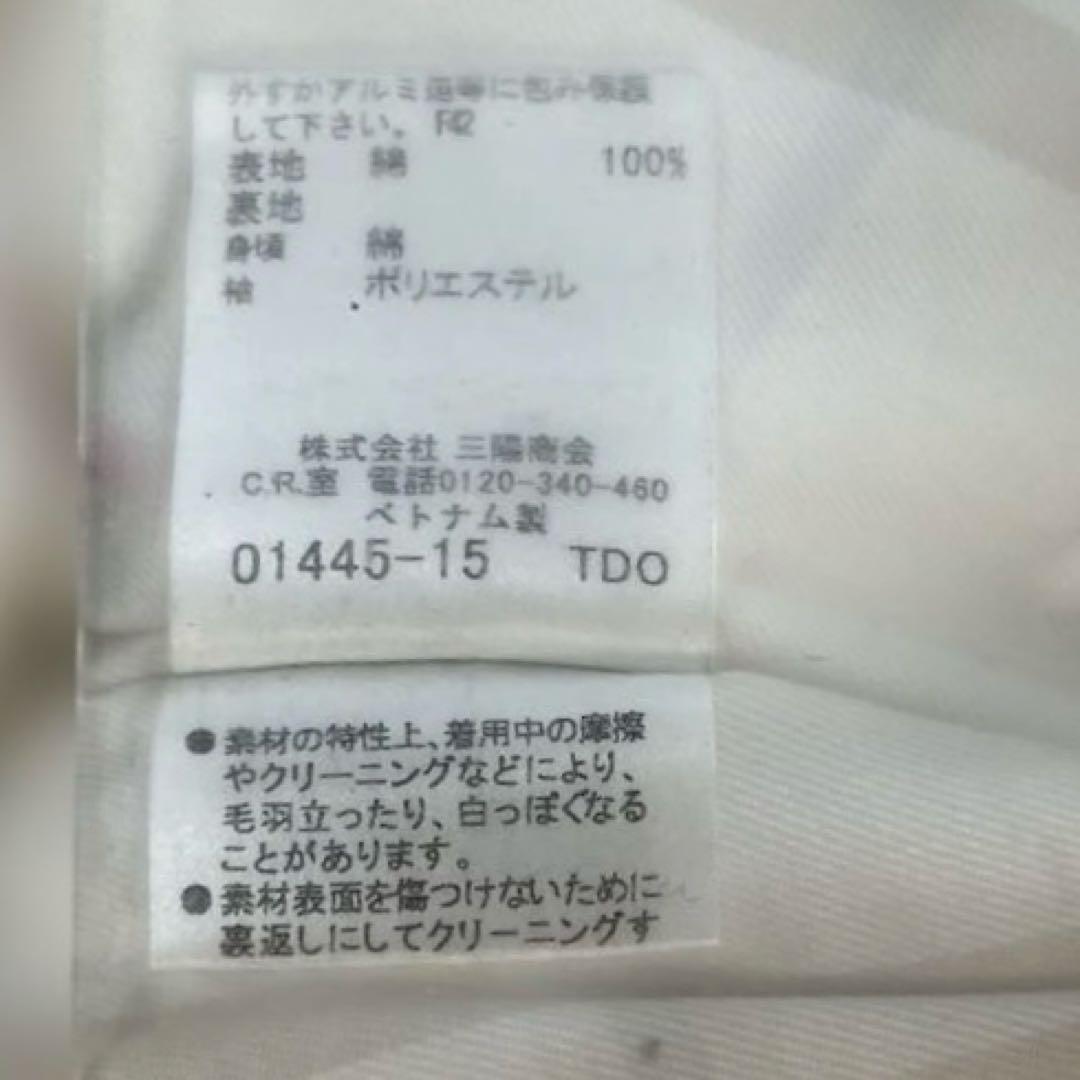 外すかアルミ箔等に包み保護
して下さい。 F42
表地 綿 100%
裏地
身頃 綿
袖 ポリエステル
株式会社 三陽商会
C.R.室 電話0120-340-460
ベトナム製
01445-15 TDO
●素材の特性上、着用中の摩擦
やクリーニングなどにより、
毛羽立ったり、白っぽくなる
ことがあります。
●素材表面を傷つけないために
裏返しにしてクリーニングす